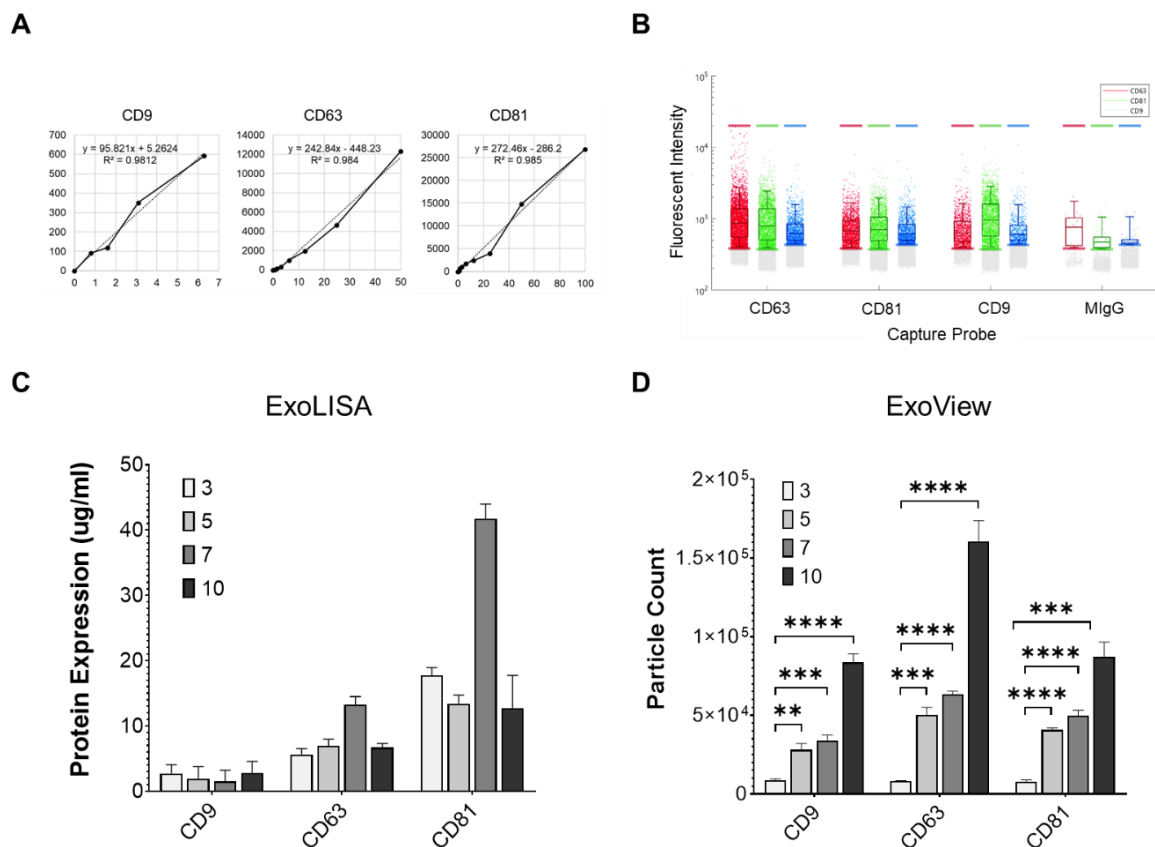 A
CD9
y = 95.821x + 5.2624
R² = 0.9812
700
600
500
400
300
200
100
0
0 1 2 3 4 5 6 7
CD63
y = 242.84x - 448.23
R² = 0.984
14000
12000
10000
8000
6000
4000
2000
0
0 10 20 30 40 50
CD81
y = 272.46x - 286.2
R² = 0.985
30000
25000
20000
15000
10000
5000
0
0 20 40 60 80 100
B
Fluorescent Intensity
10⁵
10⁴
10³
10²
CD63
CD81
CD9
CD63 CD81 CD9 MIgG
Capture Probe
C
ExoLISA
Protein Expression (ug/ml)
50
40
30
20
10
0
3
5
7
10
CD9 CD63 CD81
D
ExoView
Particle Count
2×10⁵
1.5×10⁵
1×10⁵
5×10⁴
0
3
5
7
10
**** *** **
**** **** ***
*** **** ****
CD9 CD63 CD81